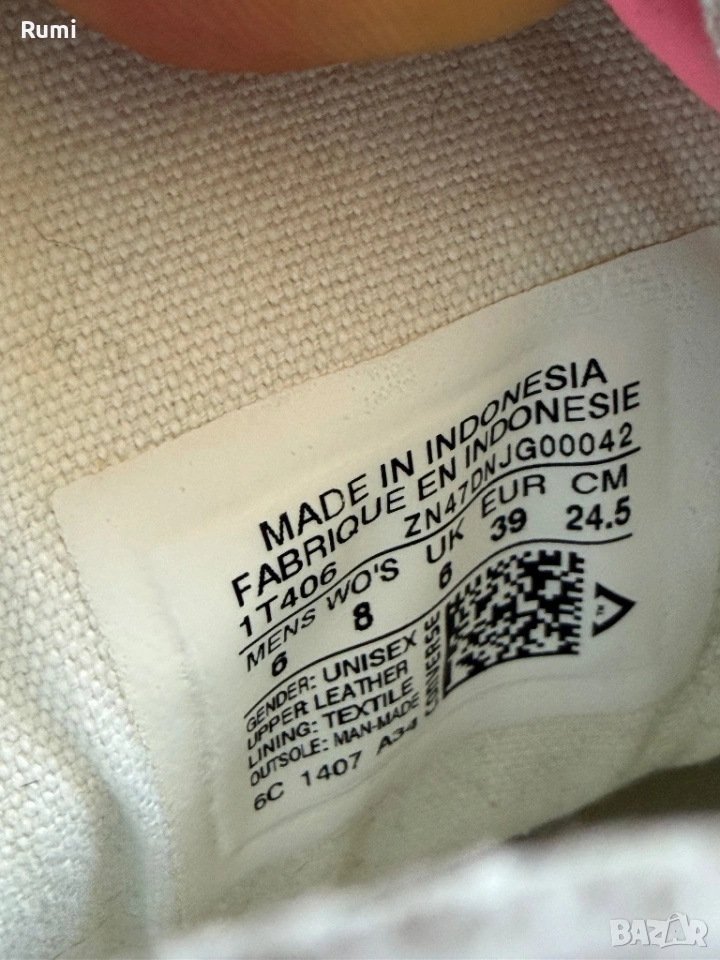 Rumi
MADE IN INDONESIA
FABRIQUE EN INDONESIE
1T406 ZN47DNJG00042
MENS WO'S UK EUR CM
6 8 6 39 24.5
GENDER: UNISEX
UPPER LEATHER
LINING: TEXTILE
OUTSOLE: MAN-MADE
6C 1407 A34
CONVERSE
BAZAR